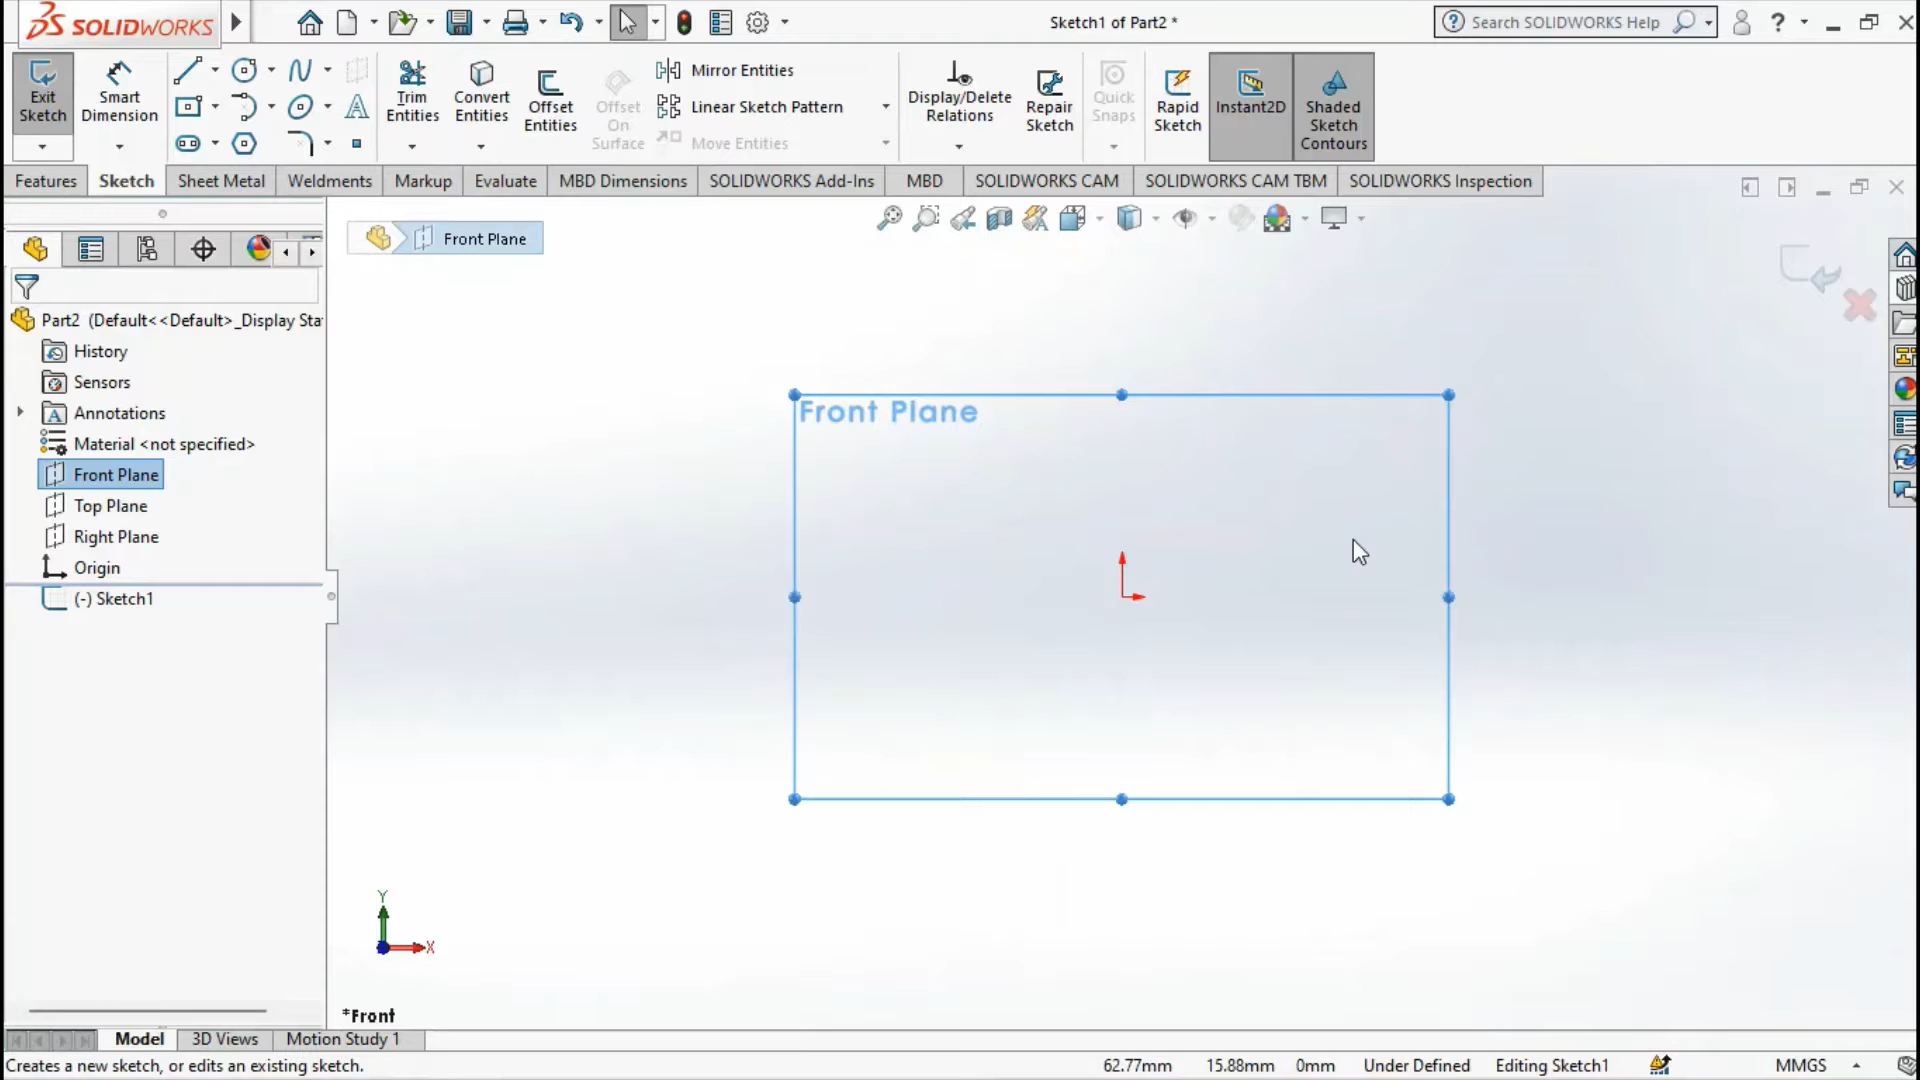 SOLIDWORKS
Sketch1 of Part2 *
Search SOLIDWORKS Help
Exit Sketch
Smart Dimension
Trim Entities
Convert Entities
Offset Entities
Offset On Surface
Mirror Entities
Linear Sketch Pattern
Move Entities
Display/Delete Relations
Repair Sketch
Quick Snaps
Rapid Sketch
Instant2D
Shaded Sketch Contours
Features
Sketch
Sheet Metal
Weldments
Markup
Evaluate
MBD Dimensions
SOLIDWORKS Add-Ins
MBD
SOLIDWORKS CAM
SOLIDWORKS CAM TBM
SOLIDWORKS Inspection
Front Plane
Part2 (Default<<Default>_Display Sta
History
Sensors
Annotations
Material <not specified>
Front Plane
Top Plane
Right Plane
Origin
(-) Sketch1
Front Plane
Y
X
*Front
Model
3D Views
Motion Study 1
Creates a new sketch, or edits an existing sketch.
62.77mm
15.88mm
0mm
Under Defined
Editing Sketch1
MMGS